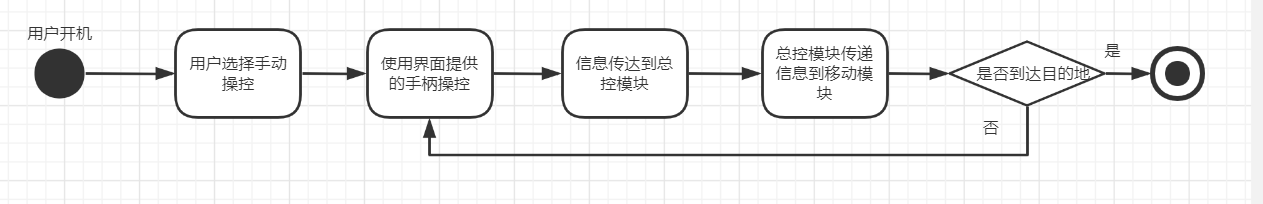 用户开机
用户选择手动
操控
使用界面提供
的手柄操控
信息传达到总
控模块
总控模块传递
信息到移动模
块
是否到达目的地
是
否